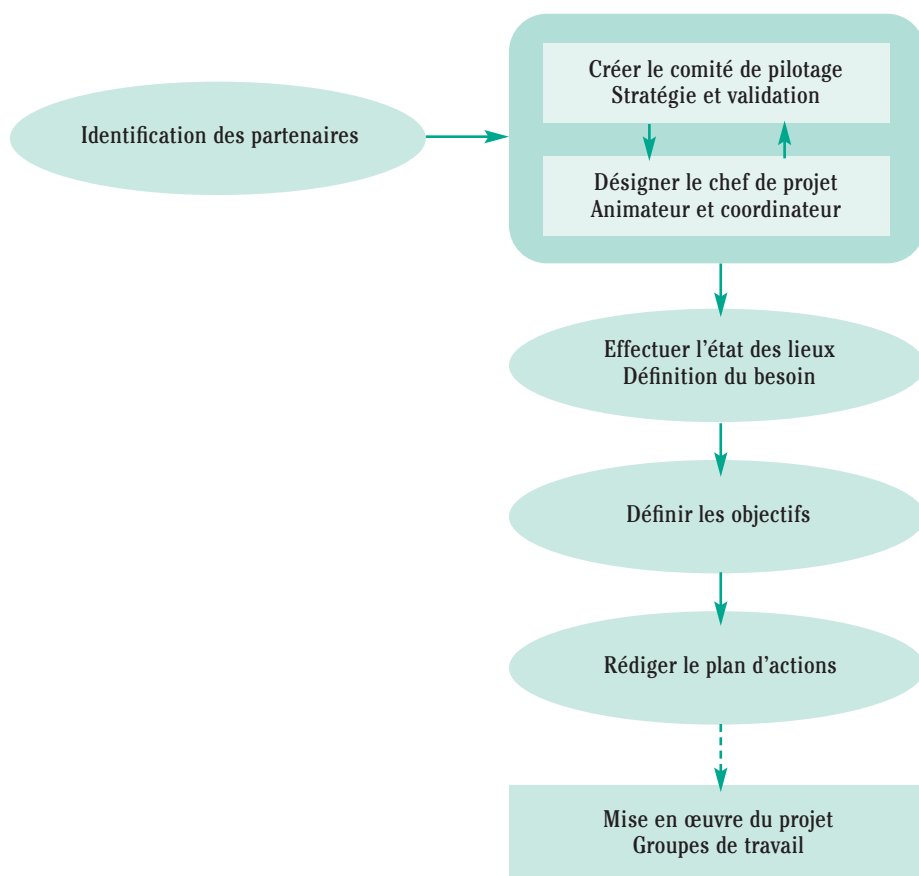 Créer le comité de pilotage
Stratégie et validation
Identification des partenaires
Désigner le chef de projet
Animateur et coordinateur
Effectuer l'état des lieux
Définition du besoin
Définir les objectifs
Rédiger le plan d'actions
Mise en œuvre du projet
Groupes de travail